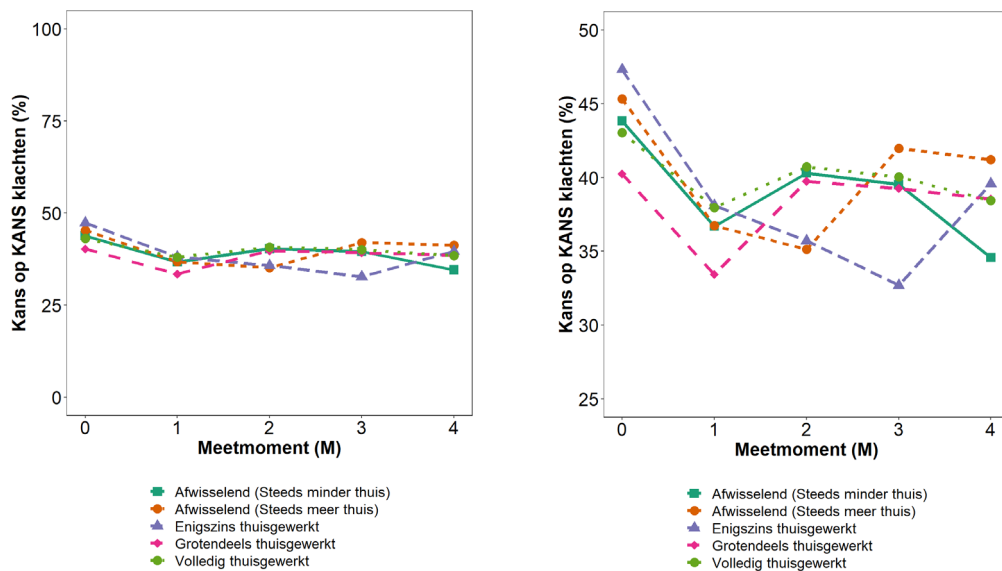 100
75
50
25
0
Kans op KANS klachten (%)
0 1 2 3 4
Meetmoment (M)
Afwisselend (Steeds minder thuis)
Afwisselend (Steeds meer thuis)
Enigszins thuisgewerkt
Grotendeels thuisgewerkt
Volledig thuisgewerkt
50
45
40
35
30
25
Kans op KANS klachten (%)
0 1 2 3 4
Meetmoment (M)
Afwisselend (Steeds minder thuis)
Afwisselend (Steeds meer thuis)
Enigszins thuisgewerkt
Grotendeels thuisgewerkt
Volledig thuisgewerkt